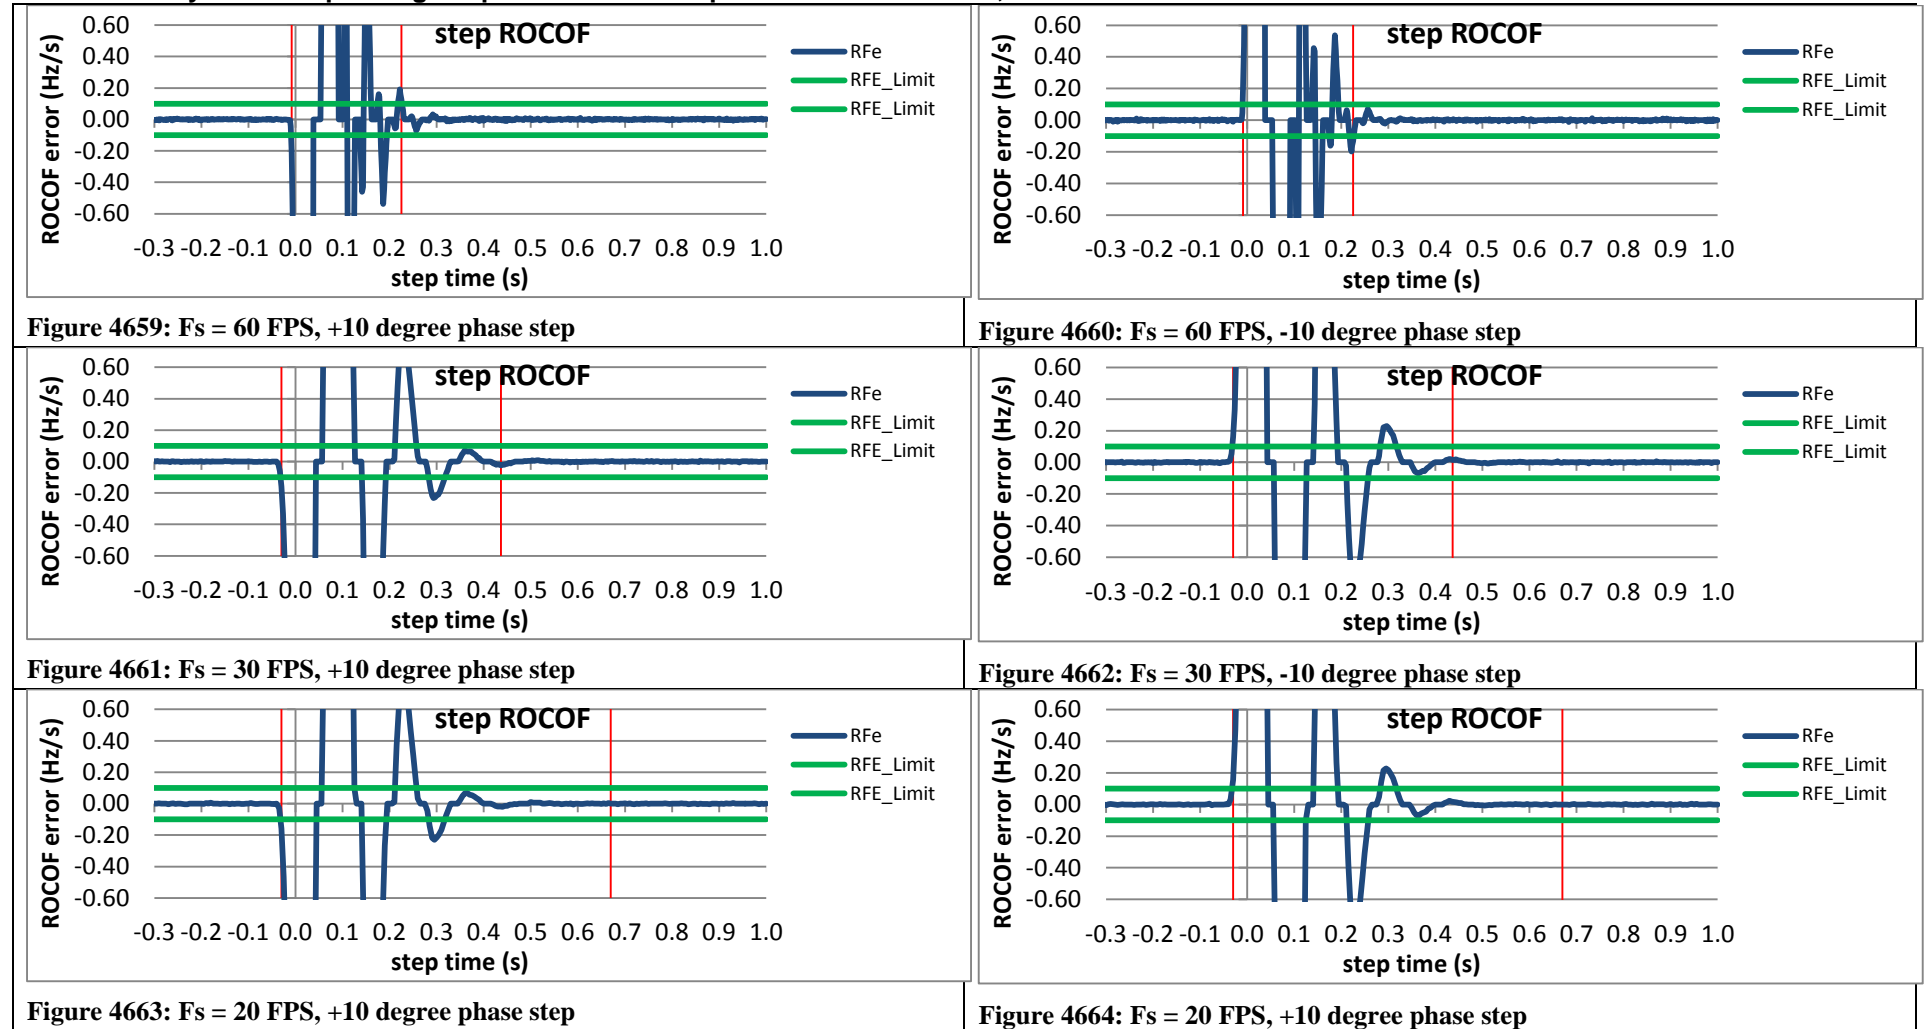 step ROCOF
ROCOF error (Hz/s)
0.60
0.40
0.20
0.00
-0.20
-0.40
-0.60
-0.3 -0.2 -0.1 0.0 0.1 0.2 0.3 0.4 0.5 0.6 0.7 0.8 0.9 1.0
step time (s)
RFe
RFE_Limit
RFE_Limit
Figure 4659: Fs = 60 FPS, +10 degree phase step
step ROCOF
ROCOF error (Hz/s)
0.60
0.40
0.20
0.00
-0.20
-0.40
-0.60
-0.3 -0.2 -0.1 0.0 0.1 0.2 0.3 0.4 0.5 0.6 0.7 0.8 0.9 1.0
step time (s)
RFe
RFE_Limit
RFE_Limit
Figure 4660: Fs = 60 FPS, -10 degree phase step
step ROCOF
ROCOF error (Hz/s)
0.60
0.40
0.20
0.00
-0.20
-0.40
-0.60
-0.3 -0.2 -0.1 0.0 0.1 0.2 0.3 0.4 0.5 0.6 0.7 0.8 0.9 1.0
step time (s)
RFe
RFE_Limit
RFE_Limit
Figure 4661: Fs = 30 FPS, +10 degree phase step
step ROCOF
ROCOF error (Hz/s)
0.60
0.40
0.20
0.00
-0.20
-0.40
-0.60
-0.3 -0.2 -0.1 0.0 0.1 0.2 0.3 0.4 0.5 0.6 0.7 0.8 0.9 1.0
step time (s)
RFe
RFE_Limit
RFE_Limit
Figure 4662: Fs = 30 FPS, -10 degree phase step
step ROCOF
ROCOF error (Hz/s)
0.60
0.40
0.20
0.00
-0.20
-0.40
-0.60
-0.3 -0.2 -0.1 0.0 0.1 0.2 0.3 0.4 0.5 0.6 0.7 0.8 0.9 1.0
step time (s)
RFe
RFE_Limit
RFE_Limit
Figure 4663: Fs = 20 FPS, +10 degree phase step
step ROCOF
ROCOF error (Hz/s)
0.60
0.40
0.20
0.00
-0.20
-0.40
-0.60
-0.3 -0.2 -0.1 0.0 0.1 0.2 0.3 0.4 0.5 0.6 0.7 0.8 0.9 1.0
step time (s)
RFe
RFE_Limit
RFE_Limit
Figure 4664: Fs = 20 FPS, +10 degree phase step